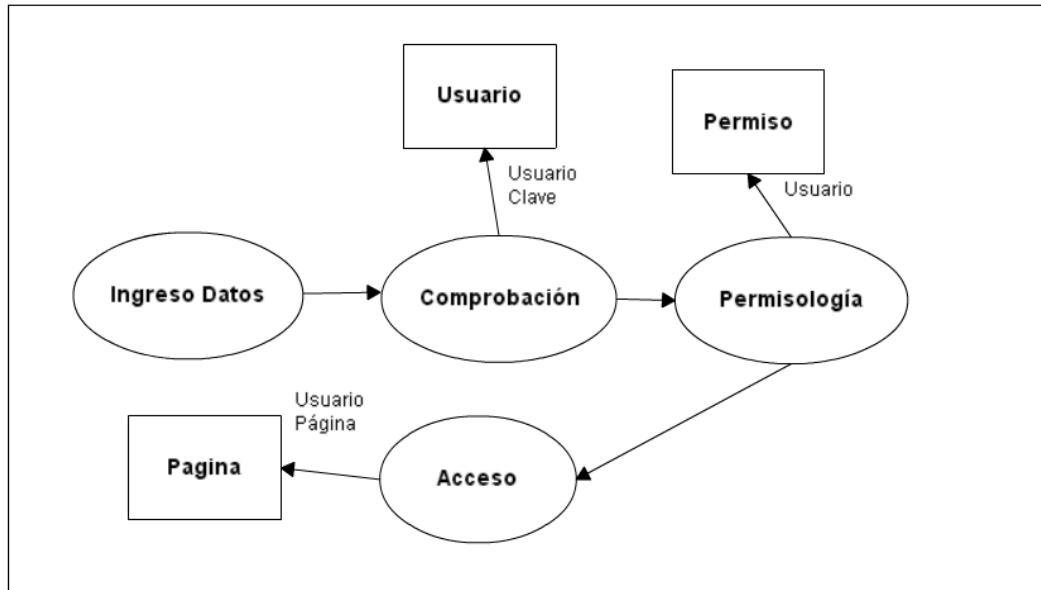 Usuario
Permiso
Usuario
Clave
Usuario
Ingreso Datos
Comprobación
Permisología
Usuario
Página
Pagina
Acceso